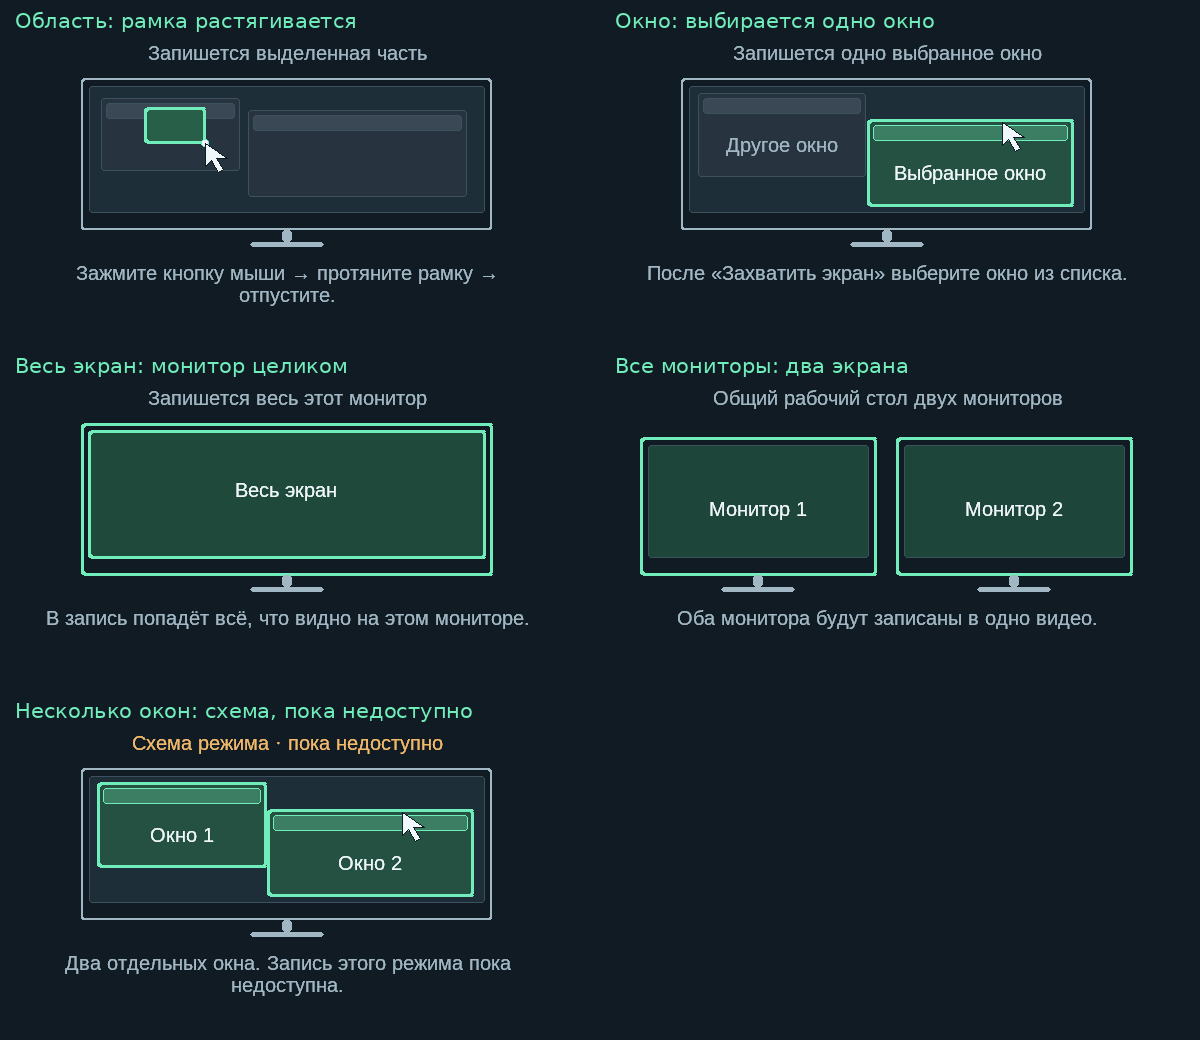 Область: рамка растягивается
Запишется выделенная часть
Зажмите кнопку мыши → протяните рамку →
отпустите.
Окно: выбирается одно окно
Запишется одно выбранное окно
Другое окно
Выбранное окно
После «Захватить экран» выберите окно из списка.
Весь экран: монитор целиком
Запишется весь этот монитор
Весь экран
В запись попадёт всё, что видно на этом мониторе.
Все мониторы: два экрана
Общий рабочий стол двух мониторов
Монитор 1
Монитор 2
Оба монитора будут записаны в одно видео.
Несколько окон: схема, пока недоступно
Схема режима · пока недоступно
Окно 1
Окно 2
Два отдельных окна. Запись этого режима пока
недоступна.